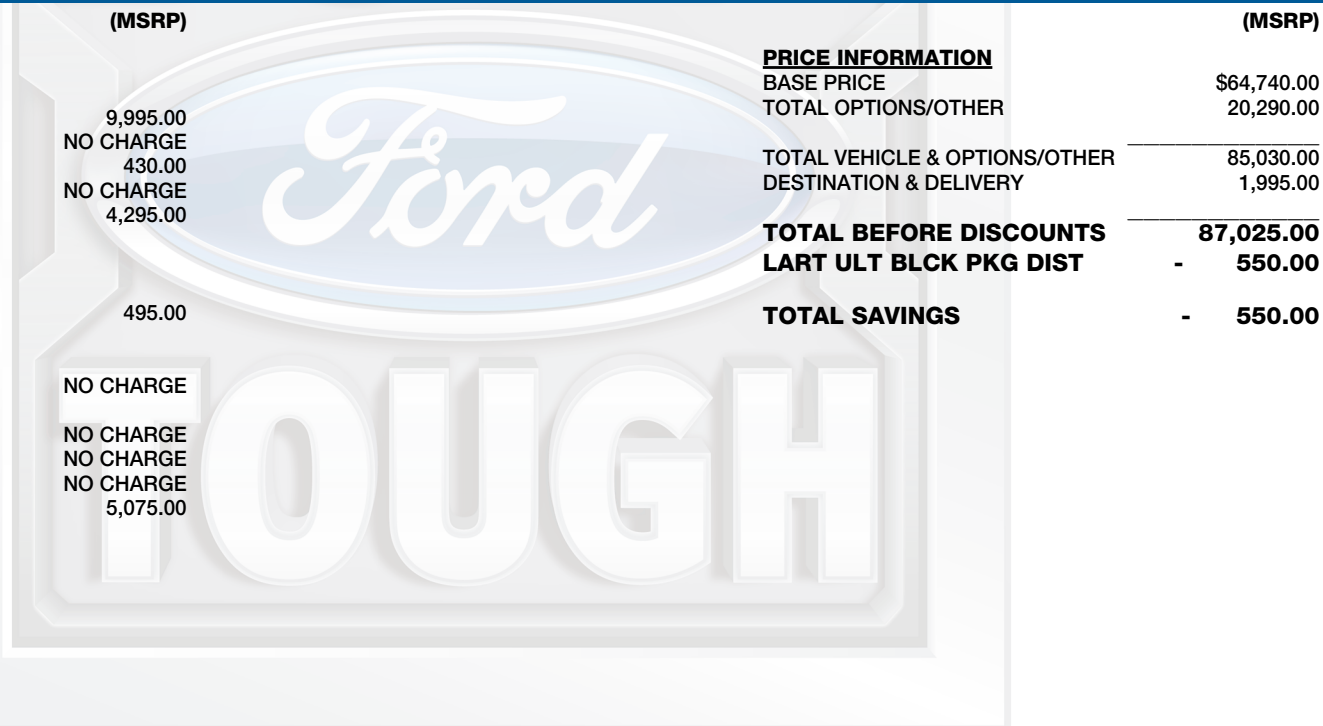 (MSRP)
9,995.00
NO CHARGE
430.00
NO CHARGE
4,295.00
495.00
NO CHARGE
NO CHARGE
NO CHARGE
NO CHARGE
5,075.00
Ford
TOUGH
(MSRP)
PRICE INFORMATION
BASE PRICE $64,740.00
TOTAL OPTIONS/OTHER 20,290.00
TOTAL VEHICLE & OPTIONS/OTHER 85,030.00
DESTINATION & DELIVERY 1,995.00
TOTAL BEFORE DISCOUNTS 87,025.00
LART ULT BLCK PKG DIST - 550.00
TOTAL SAVINGS - 550.00